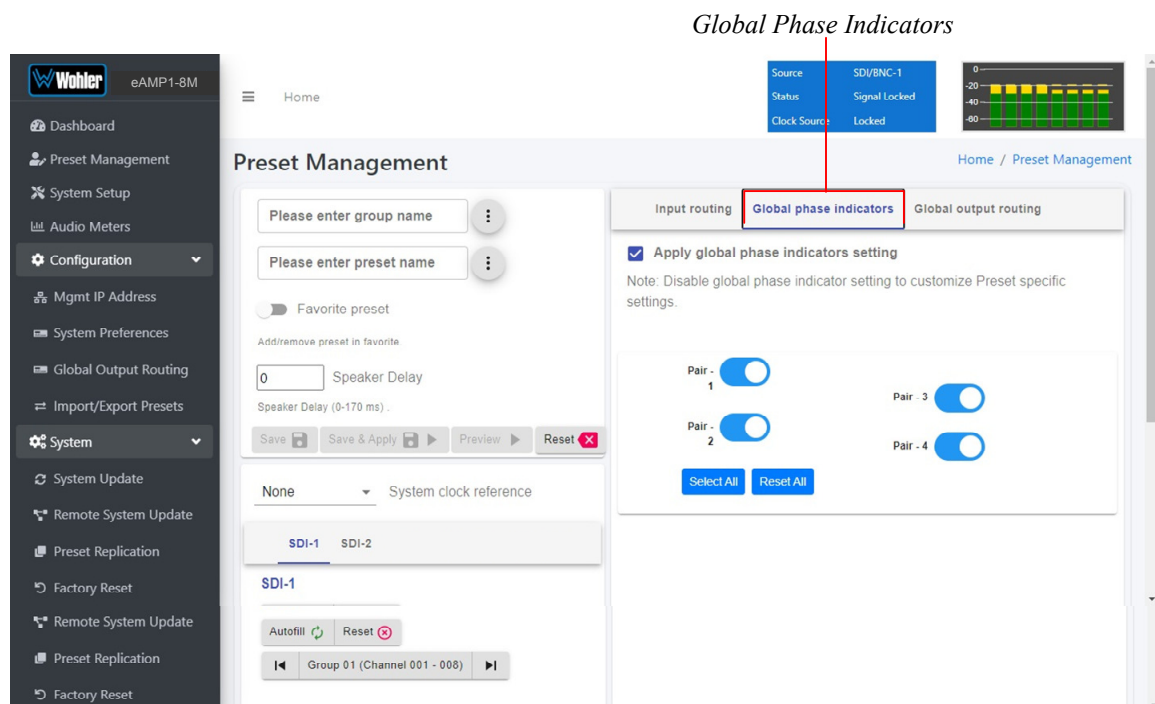 Global Phase Indicators
Wohler
eAMP1-8M
Dashboard
Preset Management
System Setup
Audio Meters
Configuration
Mgmt IP Address
System Preferences
Global Output Routing
Import/Export Presets
System
System Update
Remote System Update
Preset Replication
Factory Reset
Remote System Update
Preset Replication
Factory Reset
Home
Source SDI/BNC-1
Status Signal Locked
Clock Source Locked
0
-20
-40
-60
Preset Management
Home / Preset Management
Please enter group name
Please enter preset name
Favorite preset
Add/remove preset in favorite.
0 Speaker Delay
Speaker Delay (0-170 ms) .
Save Save & Apply Preview Reset
None System clock reference
SDI-1 SDI-2
SDI-1
Autofill Reset
Group 01 (Channel 001 - 008)
Input routing Global phase indicators Global output routing
Apply global phase indicators setting
Note: Disable global phase indicator setting to customize Preset specific
settings.
Pair -
1
Pair - 3
Pair -
2
Pair - 4
Select All Reset All